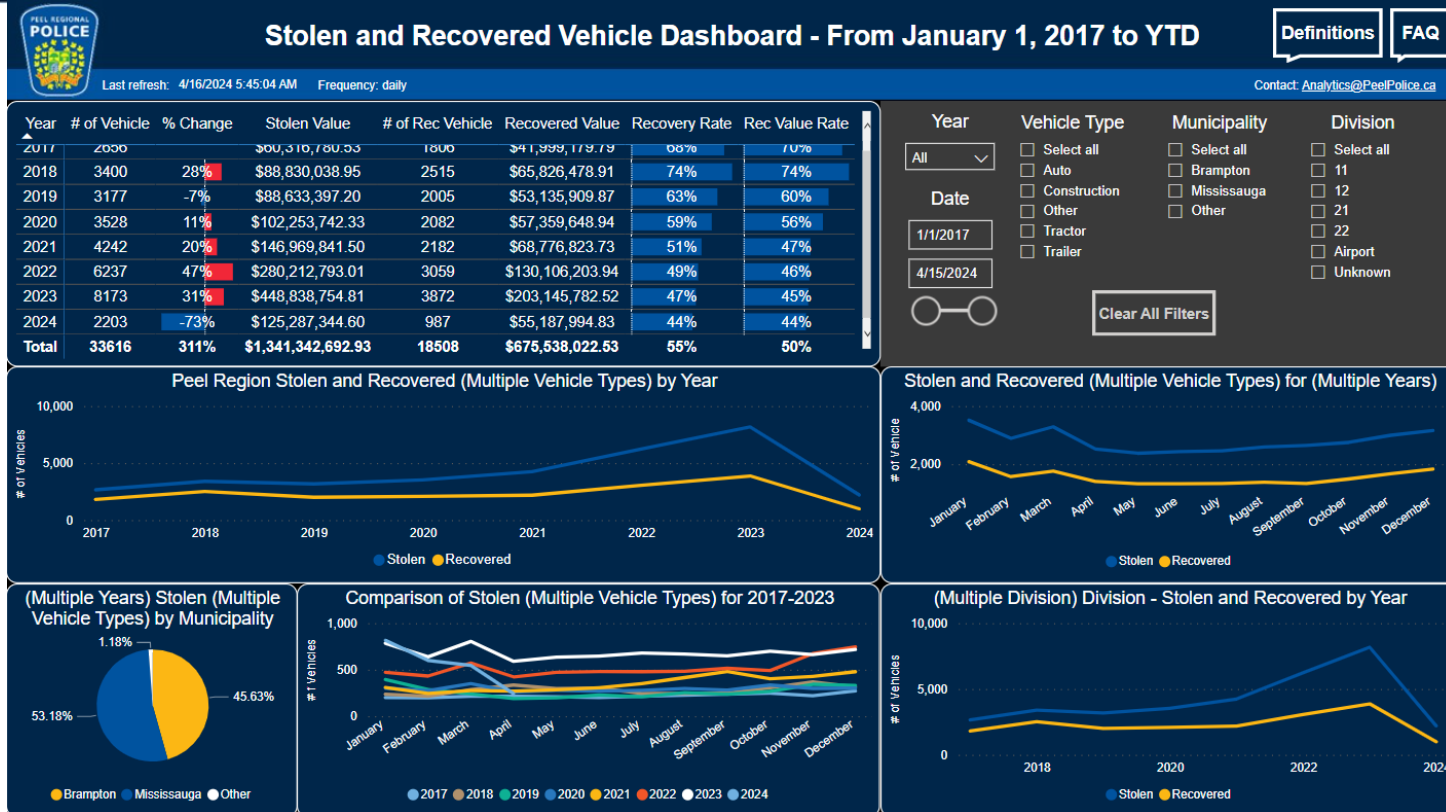 PEEL REGIONAL
POLICE
Stolen and Recovered Vehicle Dashboard - From January 1, 2017 to YTD
Definitions
FAQ
Last refresh: 4/16/2024 5:45:04 AM Frequency: daily
Contact: Analytics@PeelPolice.ca
Year # of Vehicle % Change Stolen Value # of Rec Vehicle Recovered Value Recovery Rate Rec Value Rate
2017 2656 $60,316,780.53 1806 $41,999,179.79 68% 70%
2018 3400 28% $88,830,038.95 2515 $65,826,478.91 74% 74%
2019 3177 -7% $88,633,397.20 2005 $53,135,909.87 63% 60%
2020 3528 11% $102,253,742.33 2082 $57,359,648.94 59% 56%
2021 4242 20% $146,969,841.50 2182 $68,776,823.73 51% 47%
2022 6237 47% $280,212,793.01 3059 $130,106,203.94 49% 46%
2023 8173 31% $448,838,754.81 3872 $203,145,782.52 47% 45%
2024 2203 -73% $125,287,344.60 987 $55,187,994.83 44% 44%
Total 33616 311% $1,341,342,692.93 18508 $675,538,022.53 55% 50%
Year
All
Date
1/1/2017
4/15/2024
Vehicle Type
Select all
Auto
Construction
Other
Tractor
Trailer
Municipality
Select all
Brampton
Mississauga
Other
Division
Select all
11
12
21
22
Airport
Unknown
Clear All Filters
Peel Region Stolen and Recovered (Multiple Vehicle Types) by Year
# of Vehicles
10,000
5,000
0
2017 2018 2019 2020 2021 2022 2023 2024
Stolen Recovered
Stolen and Recovered (Multiple Vehicle Types) for (Multiple Years)
# of Vehicle
4,000
2,000
January February March April May June July August September October November December
Stolen Recovered
(Multiple Years) Stolen (Multiple
Vehicle Types) by Municipality
1.18%
45.63%
53.18%
Brampton Mississauga Other
Comparison of Stolen (Multiple Vehicle Types) for 2017-2023
# f Vehicles
1,000
500
0
January February March April May June July August September October November December
2017 2018 2019 2020 2021 2022 2023 2024
(Multiple Division) Division - Stolen and Recovered by Year
# of Vehicles
10,000
5,000
0
2018 2020 2022 2024
Stolen Recovered